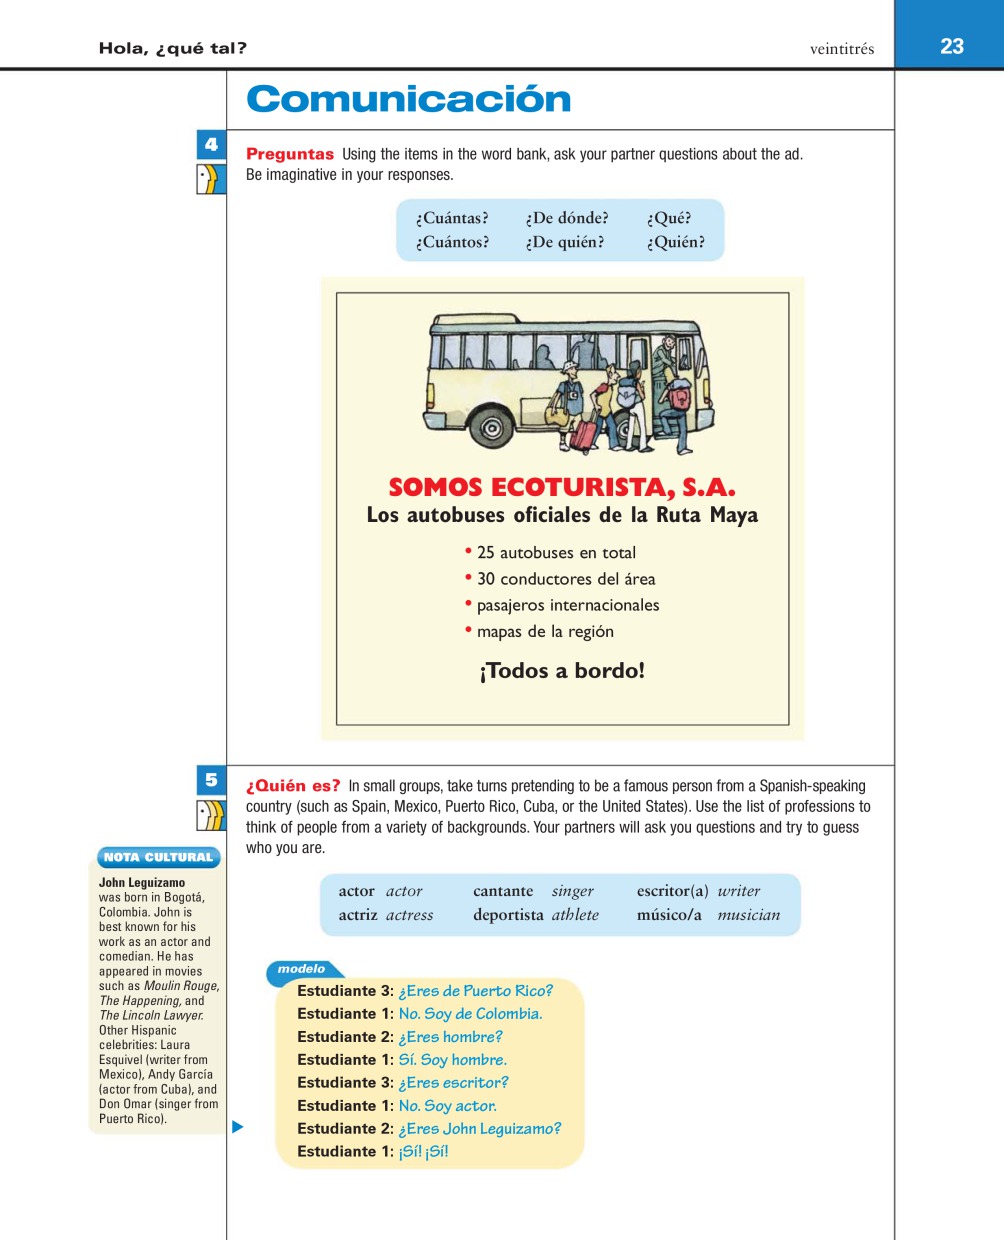 Hola, ¿qué tal?
veintitrés
23
Comunicación
4
Preguntas Using the items in the word bank, ask your partner questions about the ad.
Be imaginative in your responses.
¿Cuántas? ¿De dónde? ¿Qué?
¿Cuántos? ¿De quién? ¿Quién?
SOMOS ECOTURISTA, S.A.
Los autobuses oficiales de la Ruta Maya
• 25 autobuses en total
• 30 conductores del área
• pasajeros internacionales
• mapas de la región
¡Todos a bordo!
5
¿Quién es? In small groups, take turns pretending to be a famous person from a Spanish-speaking
country (such as Spain, Mexico, Puerto Rico, Cuba, or the United States). Use the list of professions to
think of people from a variety of backgrounds. Your partners will ask you questions and try to guess
who you are.
NOTA CULTURAL
John Leguizamo
was born in Bogotá,
Colombia. John is
best known for his
work as an actor and
comedian. He has
appeared in movies
such as Moulin Rouge,
The Happening, and
The Lincoln Lawyer.
Other Hispanic
celebrities: Laura
Esquivel (writer from
Mexico), Andy García
(actor from Cuba), and
Don Omar (singer from
Puerto Rico).
actor actor cantante singer escritor(a) writer
actriz actress deportista athlete músico/a musician
modelo
Estudiante 3: ¿Eres de Puerto Rico?
Estudiante 1: No. Soy de Colombia.
Estudiante 2: ¿Eres hombre?
Estudiante 1: Sí. Soy hombre.
Estudiante 3: ¿Eres escritor?
Estudiante 1: No. Soy actor.
Estudiante 2: ¿Eres John Leguizamo?
Estudiante 1: ¡Sí! ¡Sí!